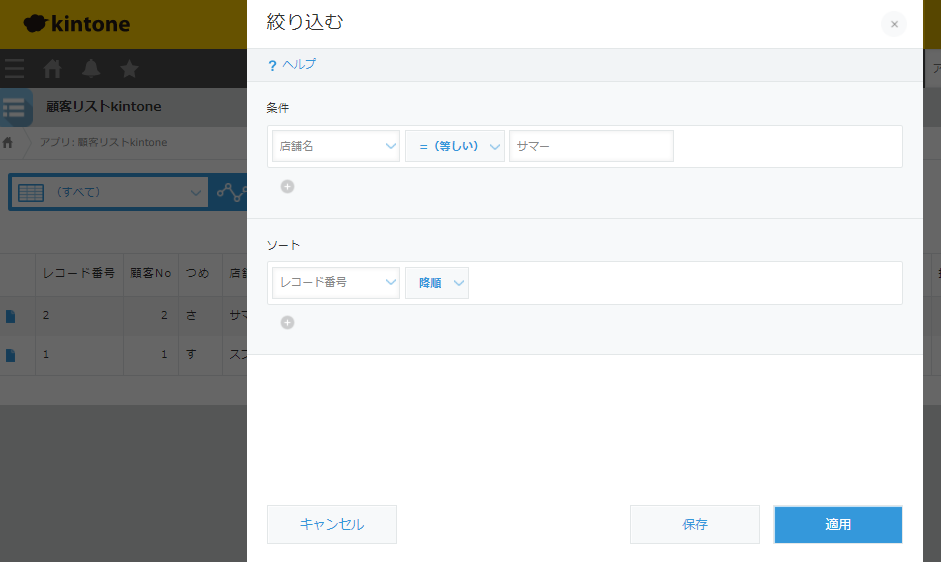 kintone
絞り込む
×
? ヘルプ
顧客リストkintone
アプリ: 顧客リストkintone
条件
店舗名
=（等しい）
サマー
（すべて）
ソート
レコード番号
降順
レコード番号 顧客No つめ 店
2 2 さ サマ
1 1 す ス
キャンセル
保存
適用